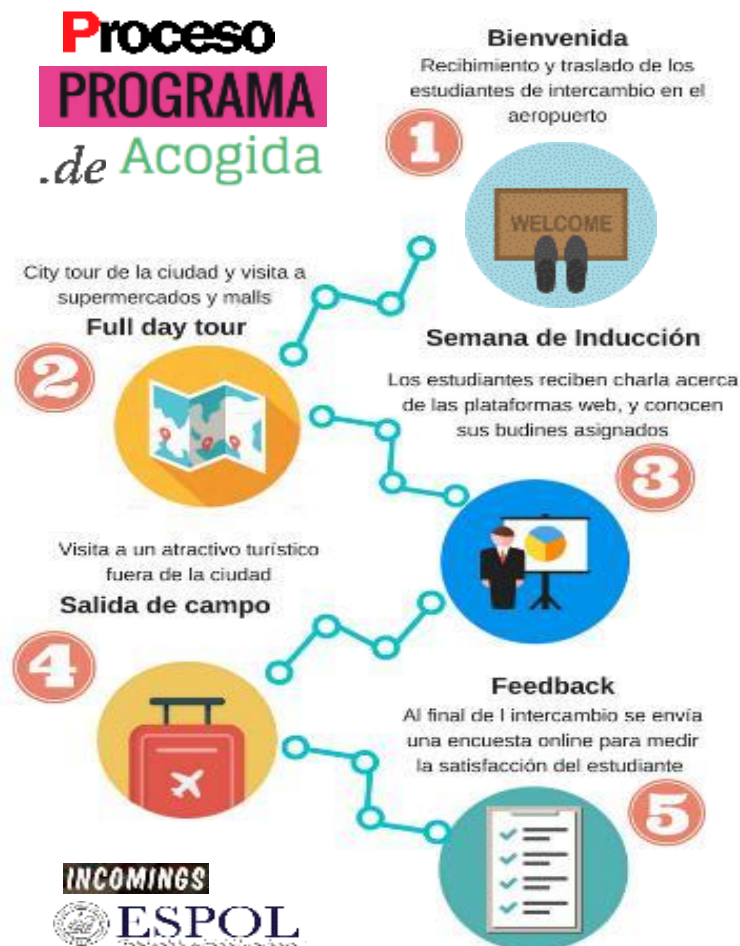 Proceso
PROGRAMA
.de Acogida
Bienvenida
Recibimiento y traslado de los
estudiantes de intercambio en el
aeropuerto
1
WELCOME
City tour de la ciudad y visita a
supermercados y malls
Full day tour
2
Semana de Inducción
Los estudiantes reciben charla acerca
de las plataformas web, y conocen
sus budines asignados
3
Visita a un atractivo turístico
fuera de la ciudad
Salida de campo
4
Feedback
Al final de l intercambio se envía
una encuesta online para medir
la satisfacción del estudiante
5
INCOMINGS
ESPOL